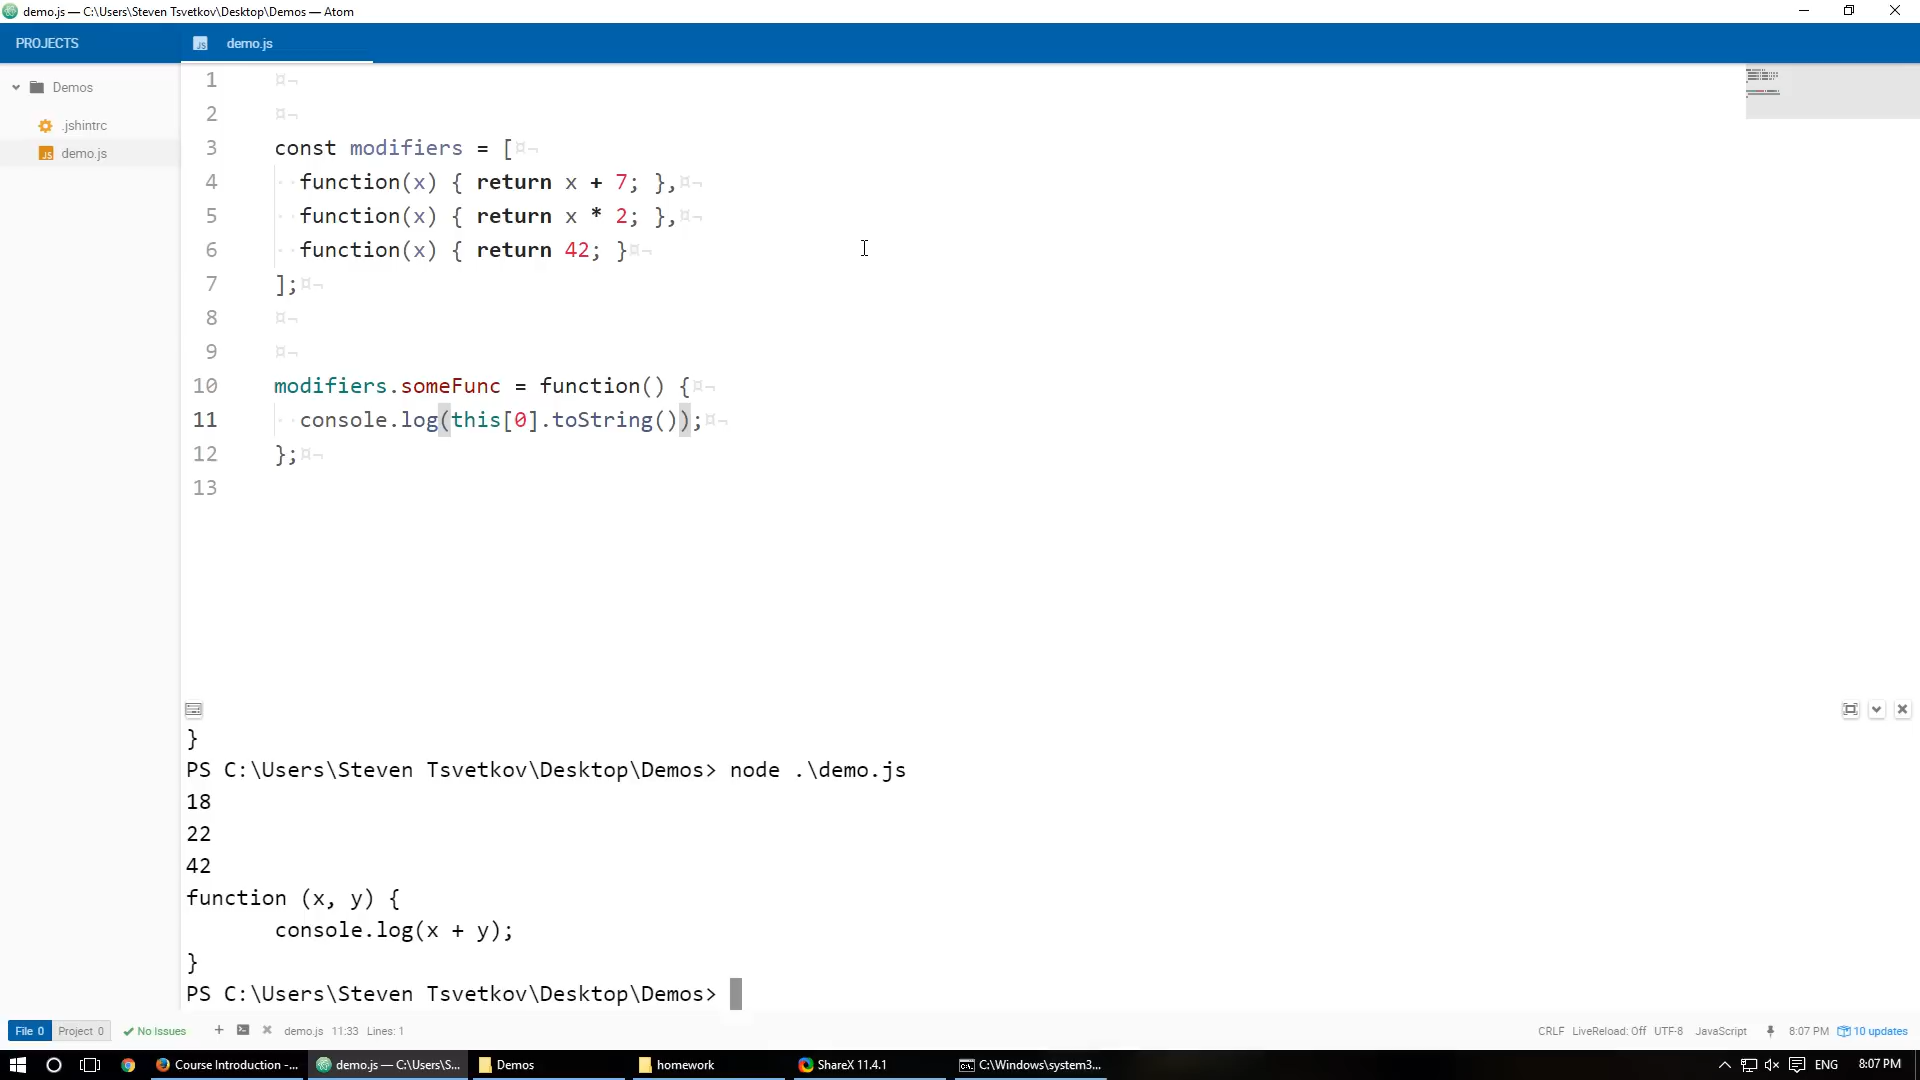 demo.js — C:\Users\Steven Tsvetkov\Desktop\Demos — Atom
PROJECTS
demo.js
Demos
.jshintrc
demo.js
1
2
3 const modifiers = [
4 function(x) { return x + 7; },
5 function(x) { return x * 2; },
6 function(x) { return 42; }
7 ];
8
9
10 modifiers.someFunc = function() {
11 console.log(this[0].toString());
12 };
13
}
PS C:\Users\Steven Tsvetkov\Desktop\Demos> node .\demo.js
18
22
42
function (x, y) {
console.log(x + y);
}
PS C:\Users\Steven Tsvetkov\Desktop\Demos>
File 0 Project 0 No Issues demo.js 11:33 Lines: 1 CRLF LiveReload: Off UTF-8 JavaScript 8:07 PM 10 updates
Course Introduction -... demo.js — C:\Users\S... Demos homework ShareX 11.4.1 C:\Windows\system3... ENG 8:07 PM